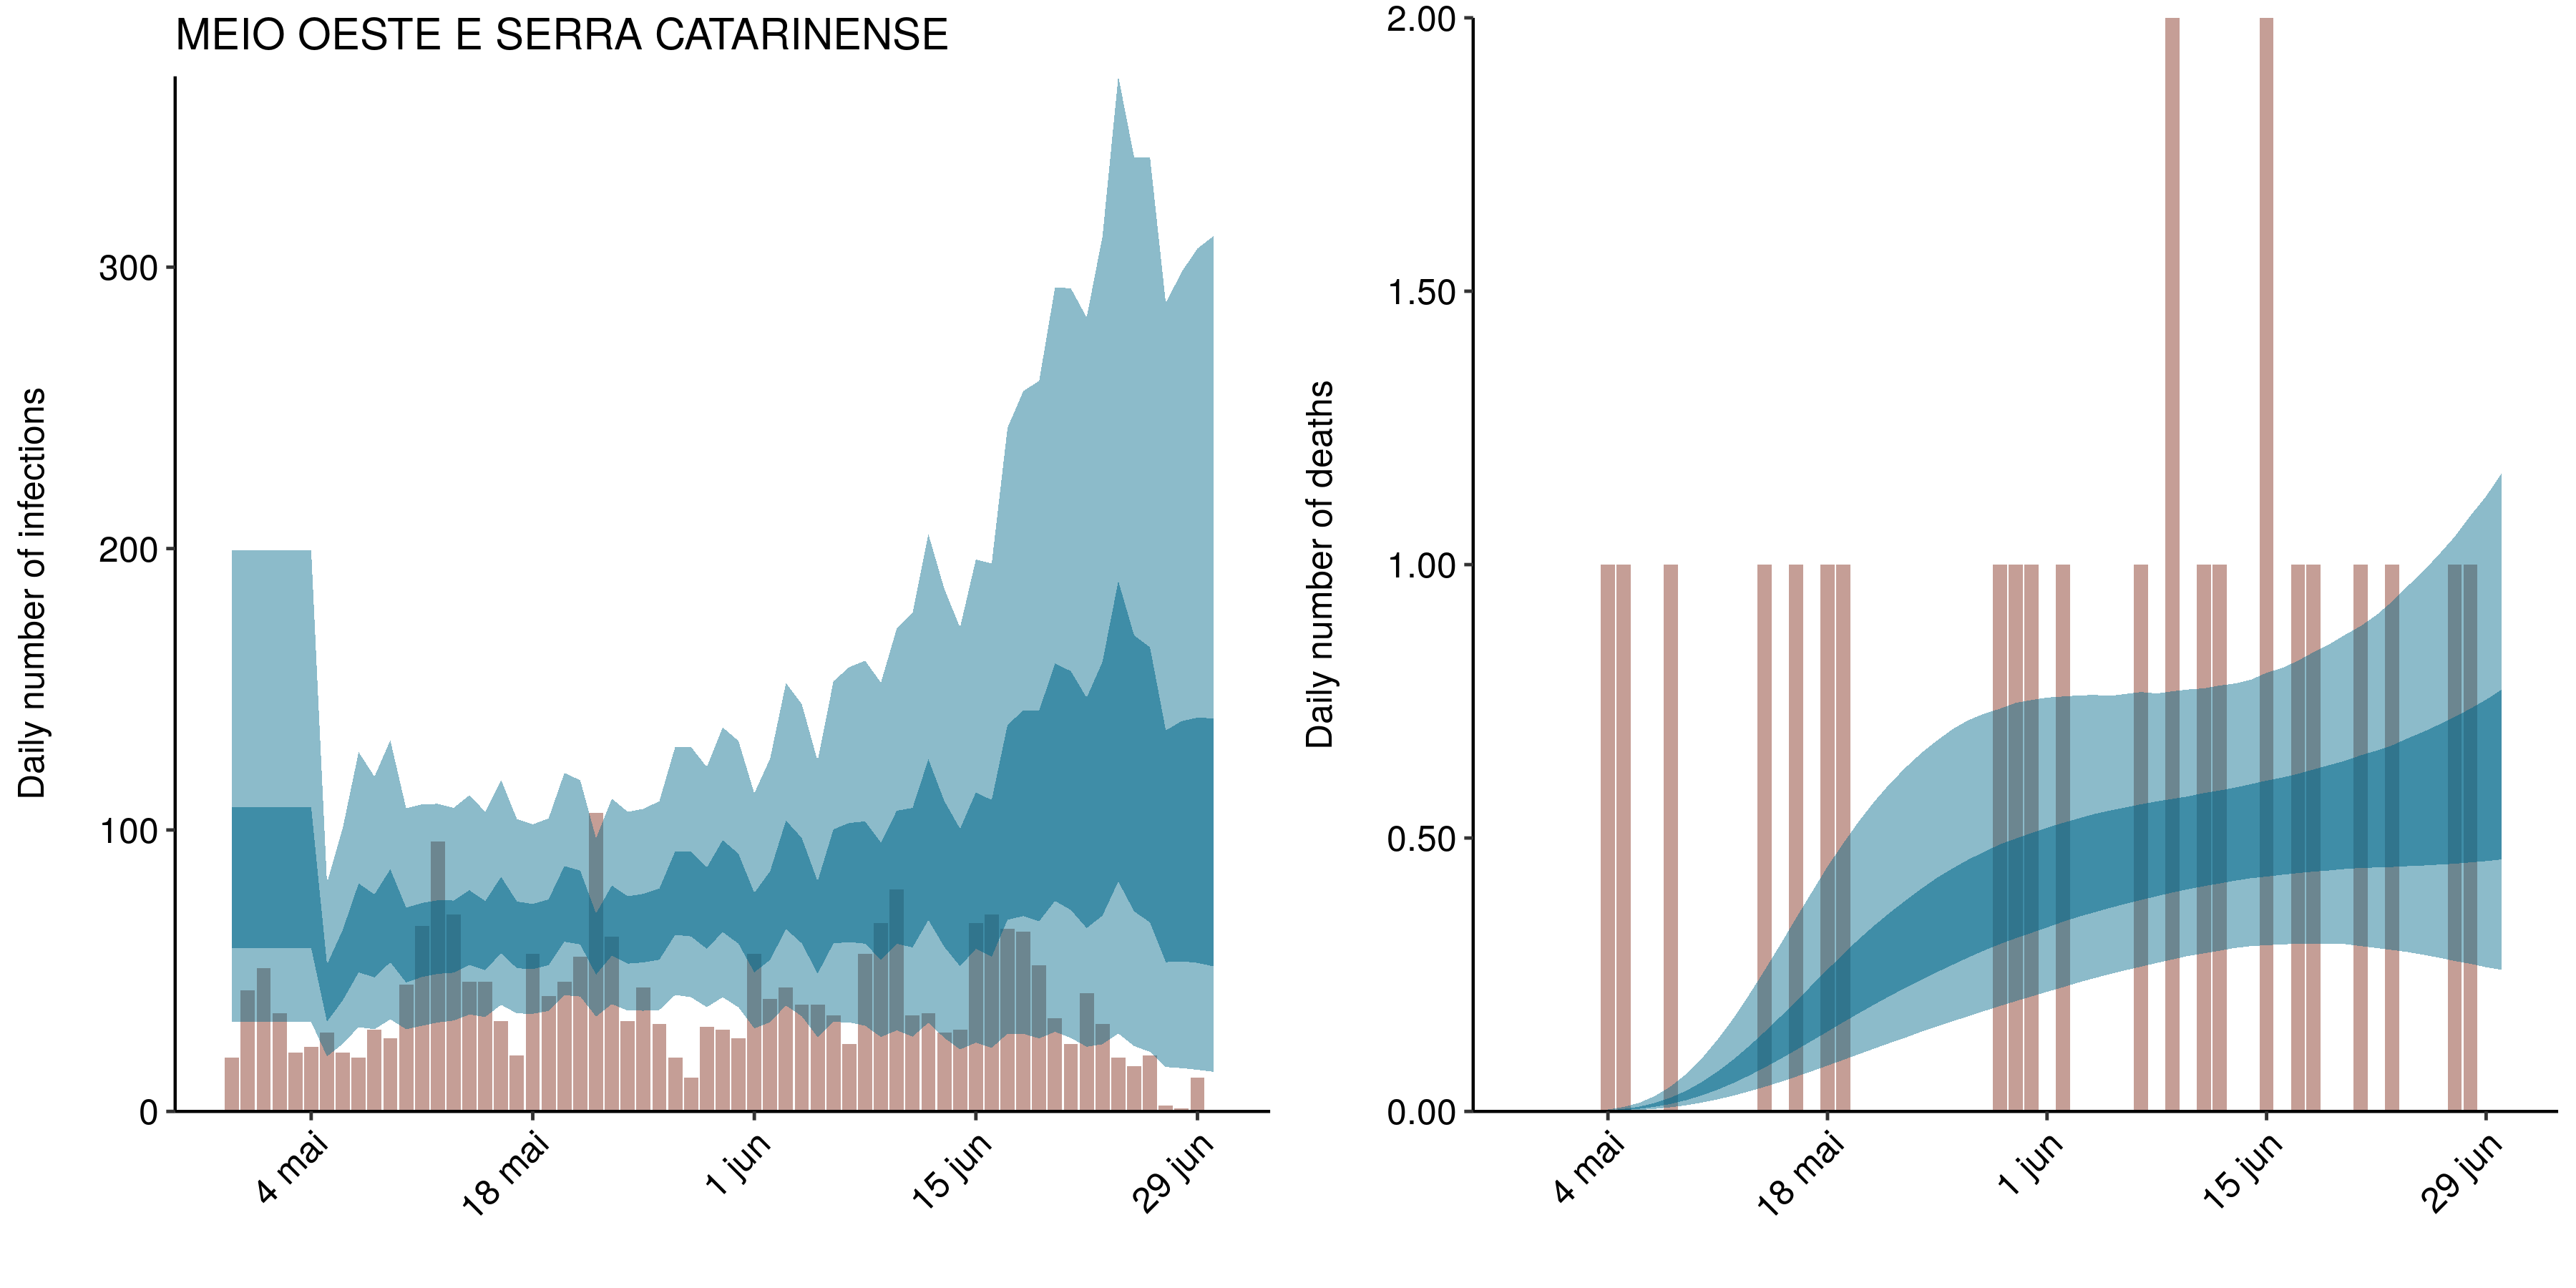 MEIO OESTE E SERRA CATARINENSE
Daily number of infections
300
200
100
0
4 mai
18 mai
1 jun
15 jun
29 jun
Daily number of deaths
2.00
1.50
1.00
0.50
0.00
4 mai
18 mai
1 jun
15 jun
29 jun